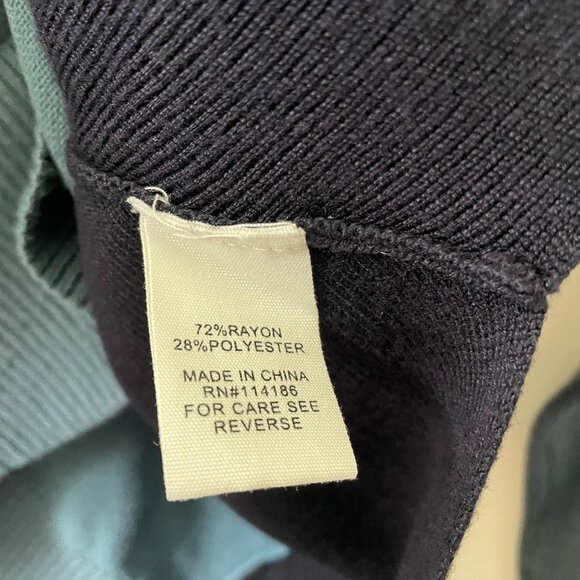 72%RAYON
28%POLYESTER
MADE IN CHINA
RN#114186
FOR CARE SEE
REVERSE